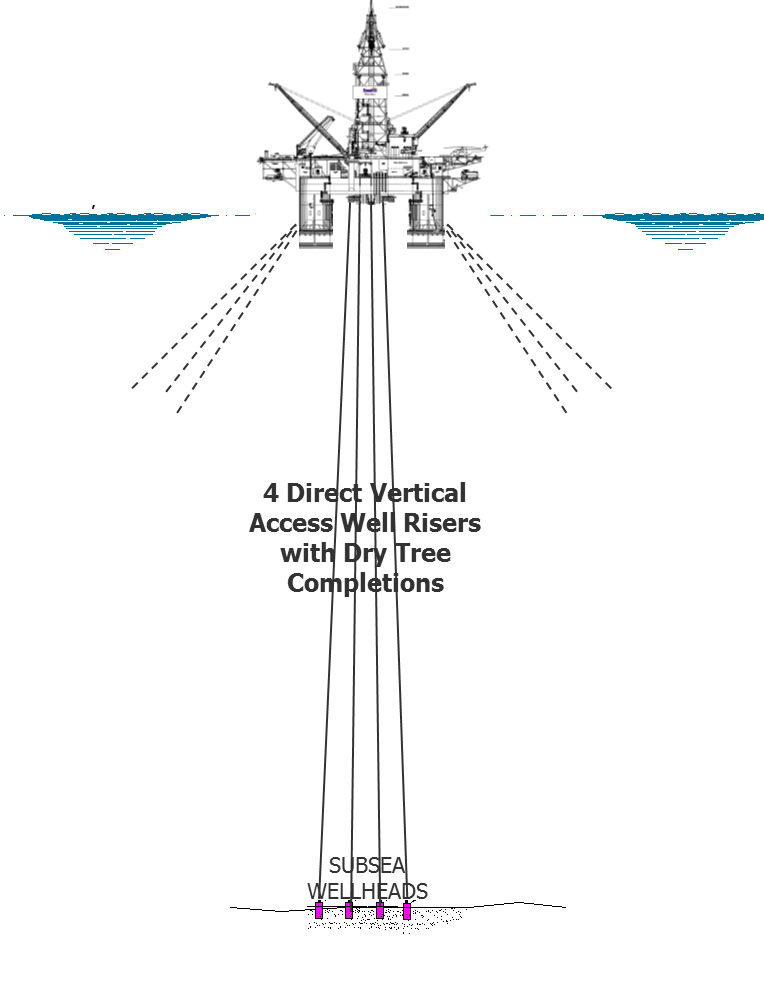 4 Direct Vertical
Access Well Risers
with Dry Tree
Completions
SUBSEA
WELLHEADS